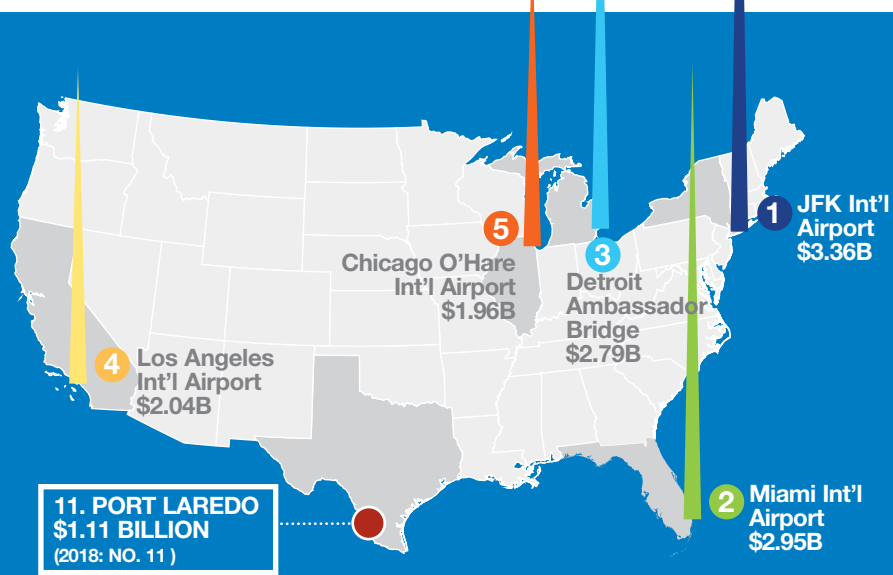 1
JFK Int'l
Airport
$3.36B
5
Chicago O'Hare
Int'l Airport
$1.96B
3
Detroit
Ambassador
Bridge
$2.79B
4
Los Angeles
Int'l Airport
$2.04B
2
Miami Int'l
Airport
$2.95B
11. PORT LAREDO
$1.11 BILLION
(2018: NO. 11 )